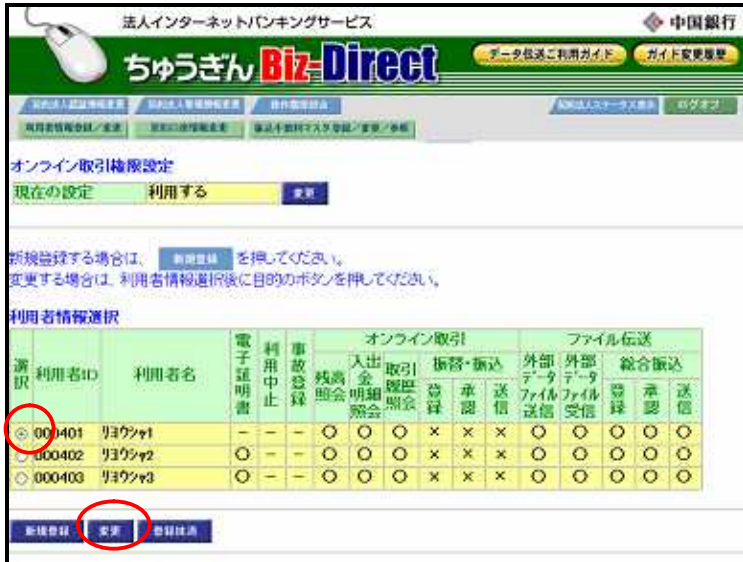 法人インターネットバンキングサービス
中国銀行
ちゅうぎん Biz-Direct
データ伝送ご利用ガイド ガイド変更履歴
ログオフ
利用者情報登録/変更
オンライン取引権限設定
現在の設定 利用する 変更
新規登録する場合は、 新規登録 を押してください。
変更する場合は、利用者情報選択後に目的のボタンを押してください。
利用者情報選択
選択 利用者ID 利用者名 電子証明書 利用中止 事故登録 オンライン取引 ファイル伝送
残高照会 入出金明細照会 取引履歴照会 振替・振込 外部データファイル送信 外部データファイル受信 総合振込
登録 承認 送信 登録 承認 送信
000401 リヨウシャ1 - - - ○ ○ ○ × × × ○ ○ ○ ○ ○
000402 リヨウシャ2 ○ - - ○ ○ ○ × × × ○ ○ ○ ○ ○
000403 リヨウシャ3 ○ - - ○ ○ ○ × × × ○ ○ ○ ○ ○
新規登録 変更 登録抹消